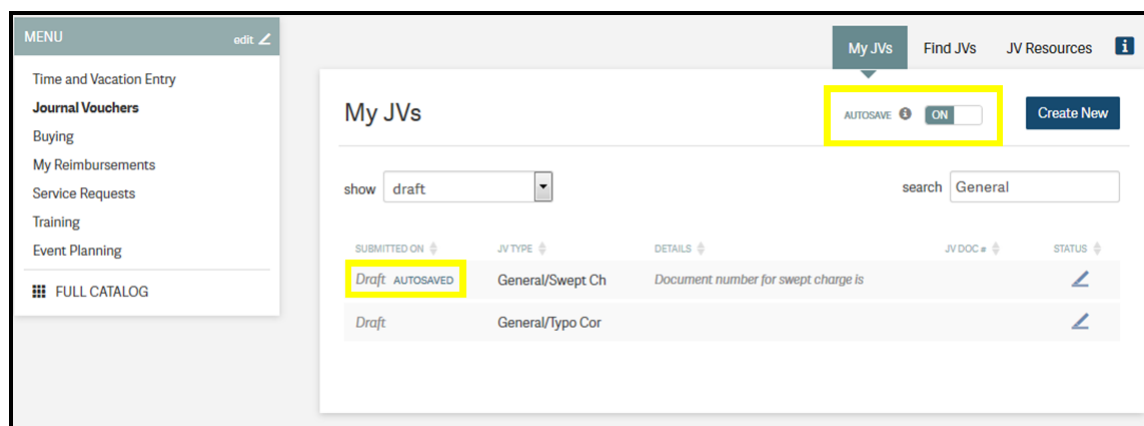 MENU edit
Time and Vacation Entry
Journal Vouchers
Buying
My Reimbursements
Service Requests
Training
Event Planning
FULL CATALOG
My JVs Find JVs JV Resources i
My JVs AUTOSAVE i ON Create New
show draft search General
SUBMITTED ON JV TYPE DETAILS JV DOC # STATUS
Draft AUTOSAVED General/Swept Ch Document number for swept charge is
Draft General/Typo Cor